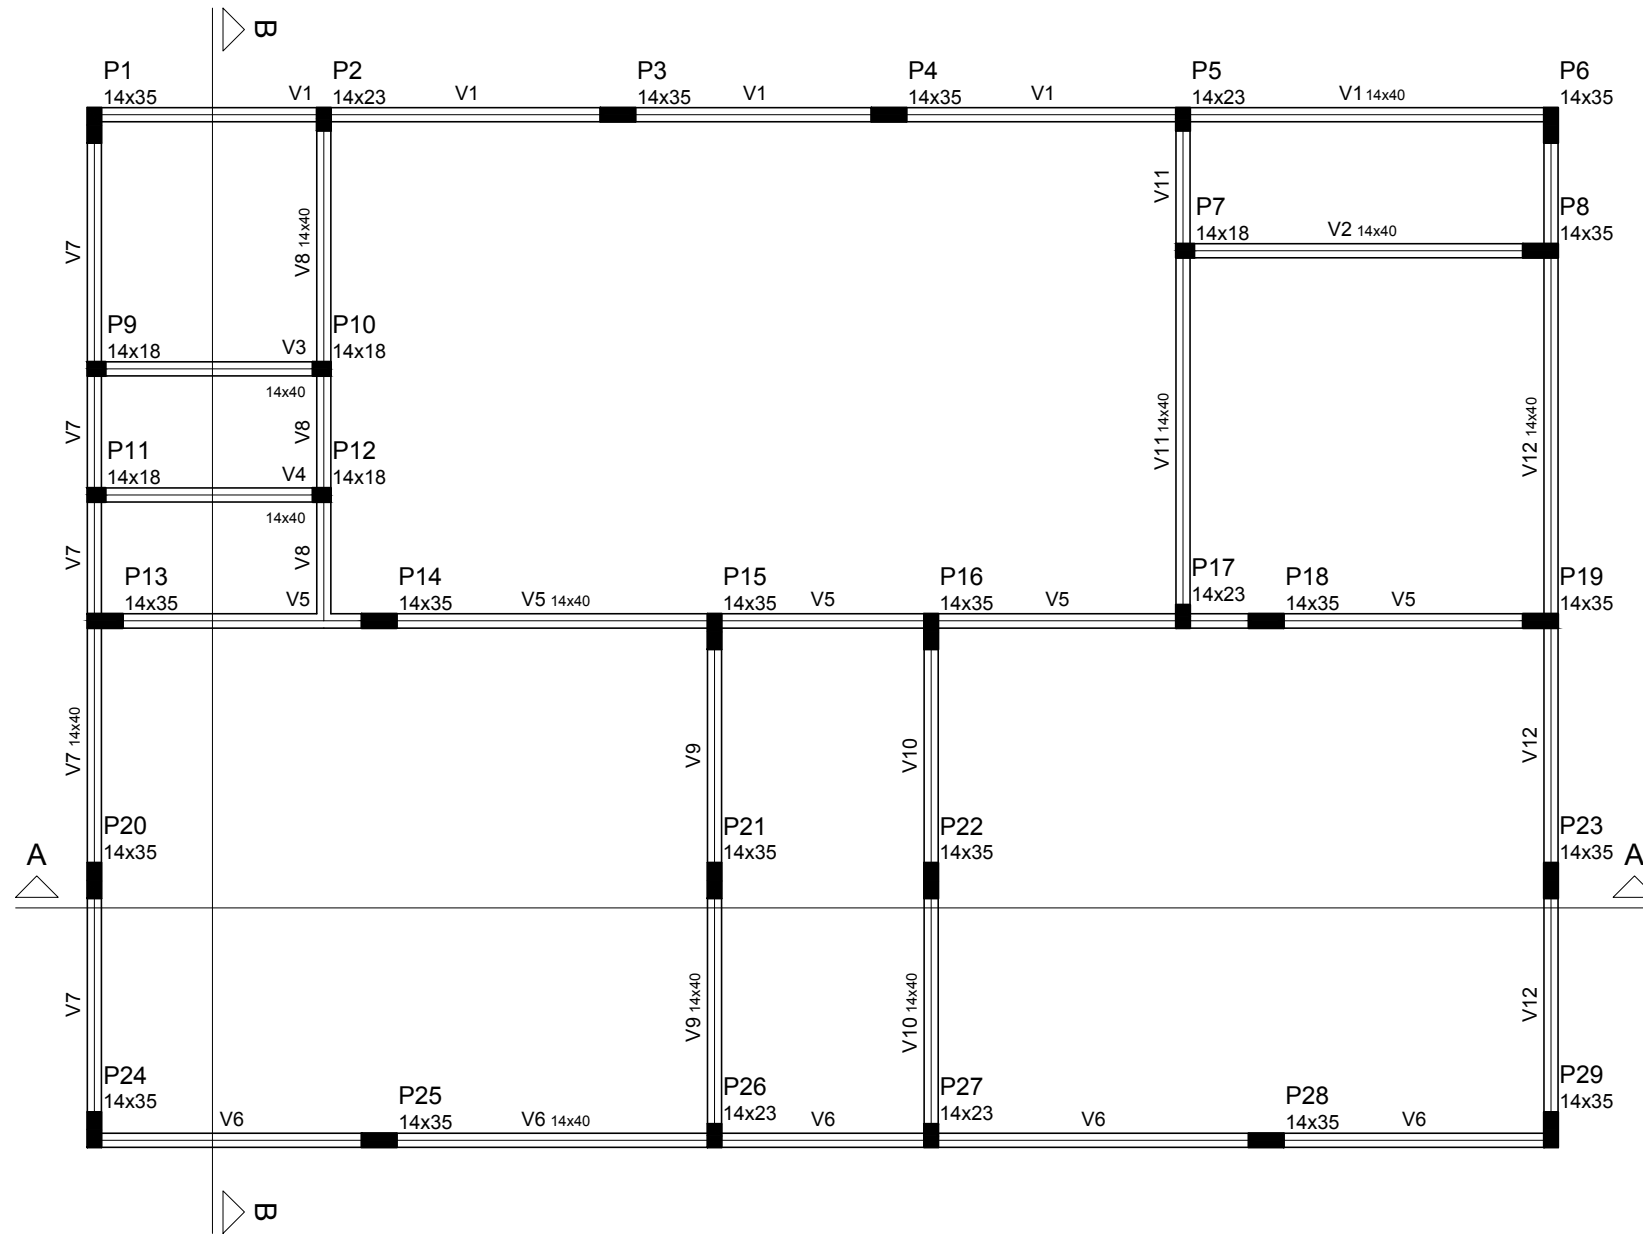 B
P1
14x35
V1
P2
14x23
V1
P3
14x35
V1
P4
14x35
V1
P5
14x23
V1 14x40
P6
14x35
V11
P7
14x18
V2 14x40
P8
14x35
V7
V8 14x40
P9
14x18
V3
P10
14x18
14x40
V7
V8
V11 14x40
V12 14x40
P11
14x18
V4
P12
14x18
14x40
V7
V8
P13
14x35
V5
P14
14x35
V5 14x40
P15
14x35
V5
P16
14x35
V5
P17
14x23
P18
14x35
V5
P19
14x35
V7 14x40
V9
V10
V12
P20
14x35
P21
14x35
P22
14x35
P23
14x35
A
A
V7
V9 14x40
V10 14x40
V12
P24
14x35
V6
P25
14x35
V6 14x40
P26
14x23
V6
P27
14x23
V6
P28
14x35
V6
P29
14x35
B